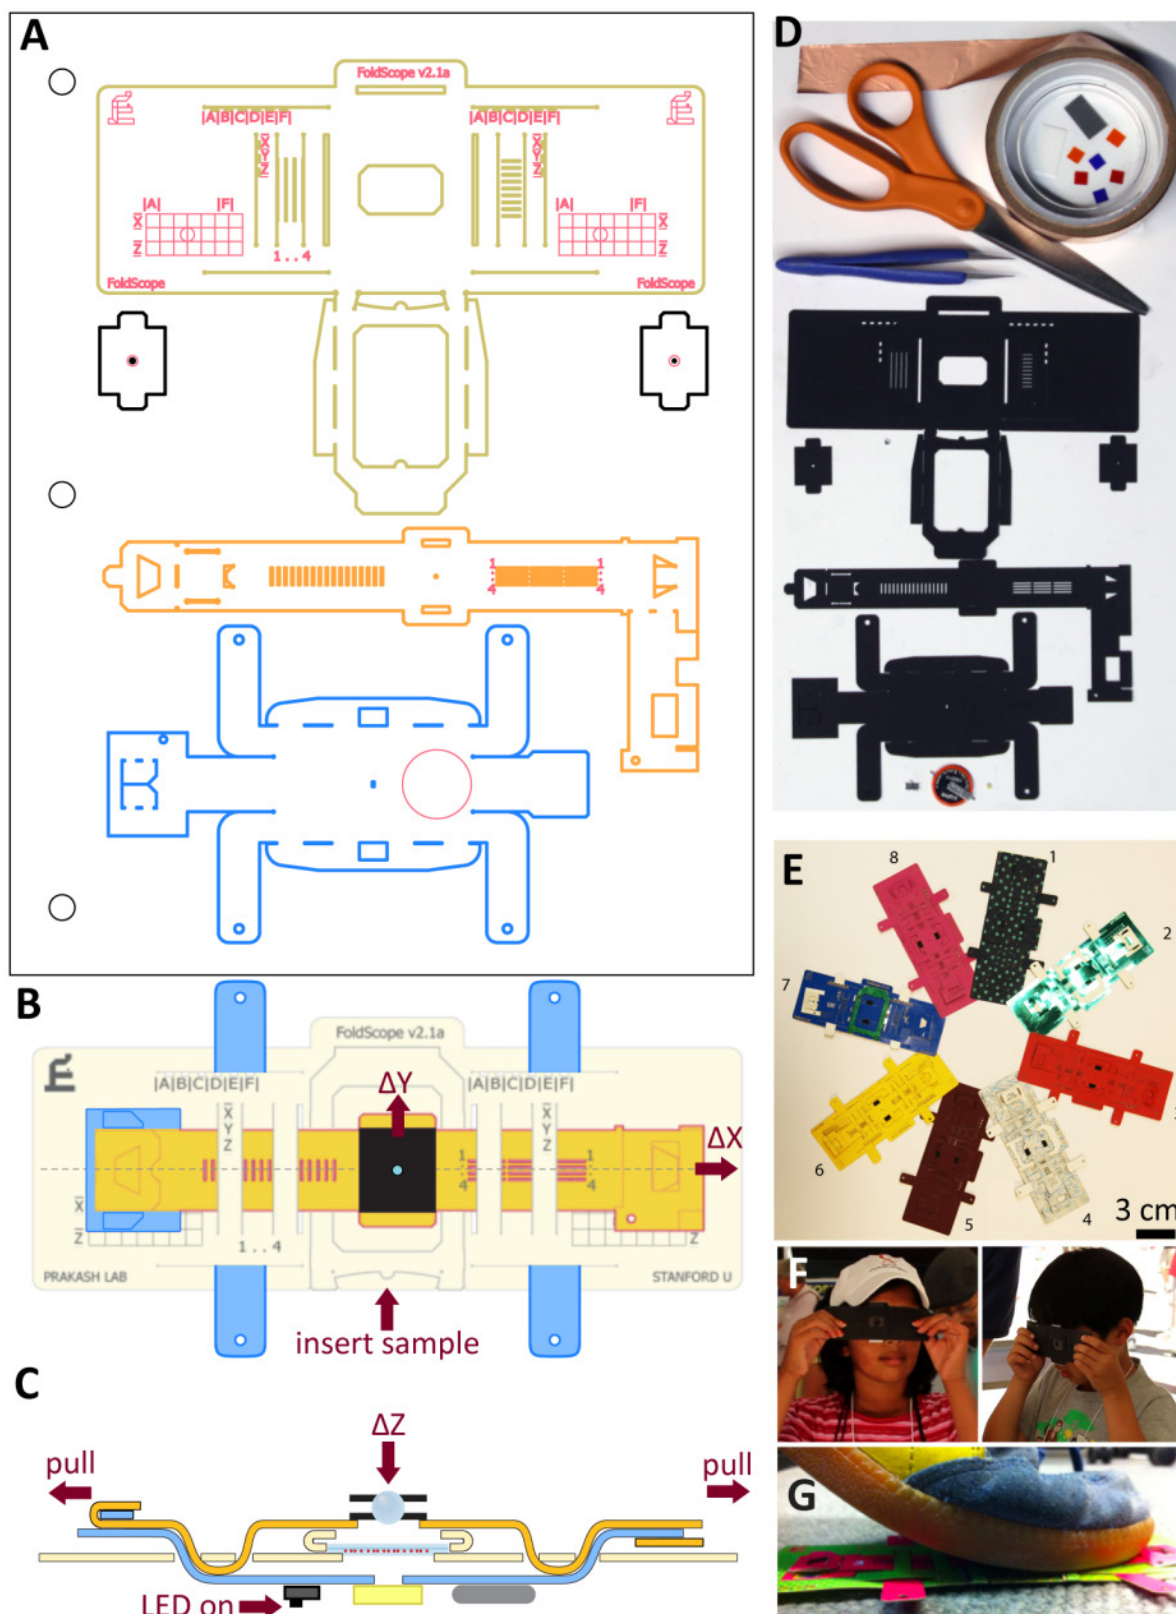 A
FoldScope v2.1a
|A|B|C|D|E|F|
|A|B|C|D|E|F|
X
Y
Z
X
Y
Z
|A|
|F|
|A|
|F|
X
Z
X
Z
1 . . 4
FoldScope
FoldScope
1
1
4
4
B
FoldScope v2.1a
|A|B|C|D|E|F|
|A|B|C|D|E|F|
ΔY
X
Y
Z
X
Y
Z
ΔX
1
1
4
4
X
Z
Z
1 . . 4
PRAKASH LAB
STANFORD U
insert sample
C
ΔZ
pull
pull
LED on
D
E
8
1
2
7
6
5
4
3 cm
F
G